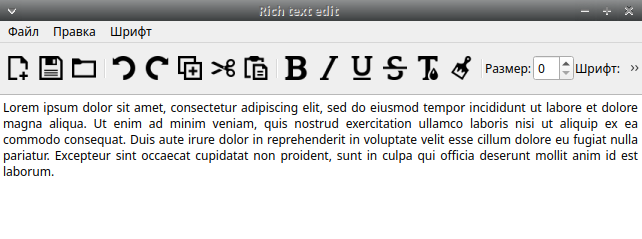 Rich text edit
Файл Правка Шрифт
Размер: 0 Шрифт:
Lorem ipsum dolor sit amet, consectetur adipiscing elit, sed do eiusmod tempor incididunt ut labore et dolore
magna aliqua. Ut enim ad minim veniam, quis nostrud exercitation ullamco laboris nisi ut aliquip ex ea
commodo consequat. Duis aute irure dolor in reprehenderit in voluptate velit esse cillum dolore eu fugiat nulla
pariatur. Excepteur sint occaecat cupidatat non proident, sunt in culpa qui officia deserunt mollit anim id est
laborum.